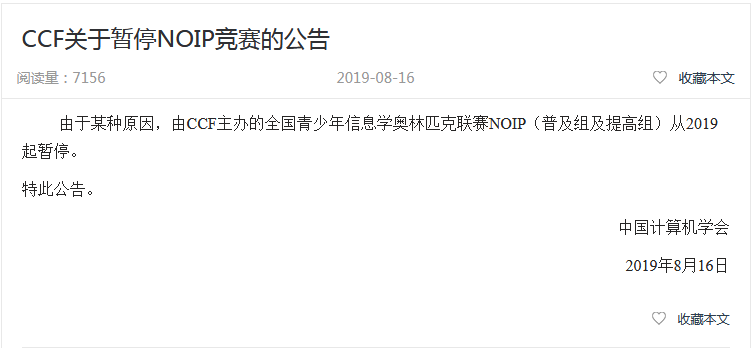 CCF关于暂停NOIP竞赛的公告
阅读量：7156 2019-08-16 收藏本文
由于某种原因，由CCF主办的全国青少年信息学奥林匹克联赛NOIP（普及组及提高组）从2019
起暂停。
特此公告。
中国计算机学会
2019年8月16日
收藏本文